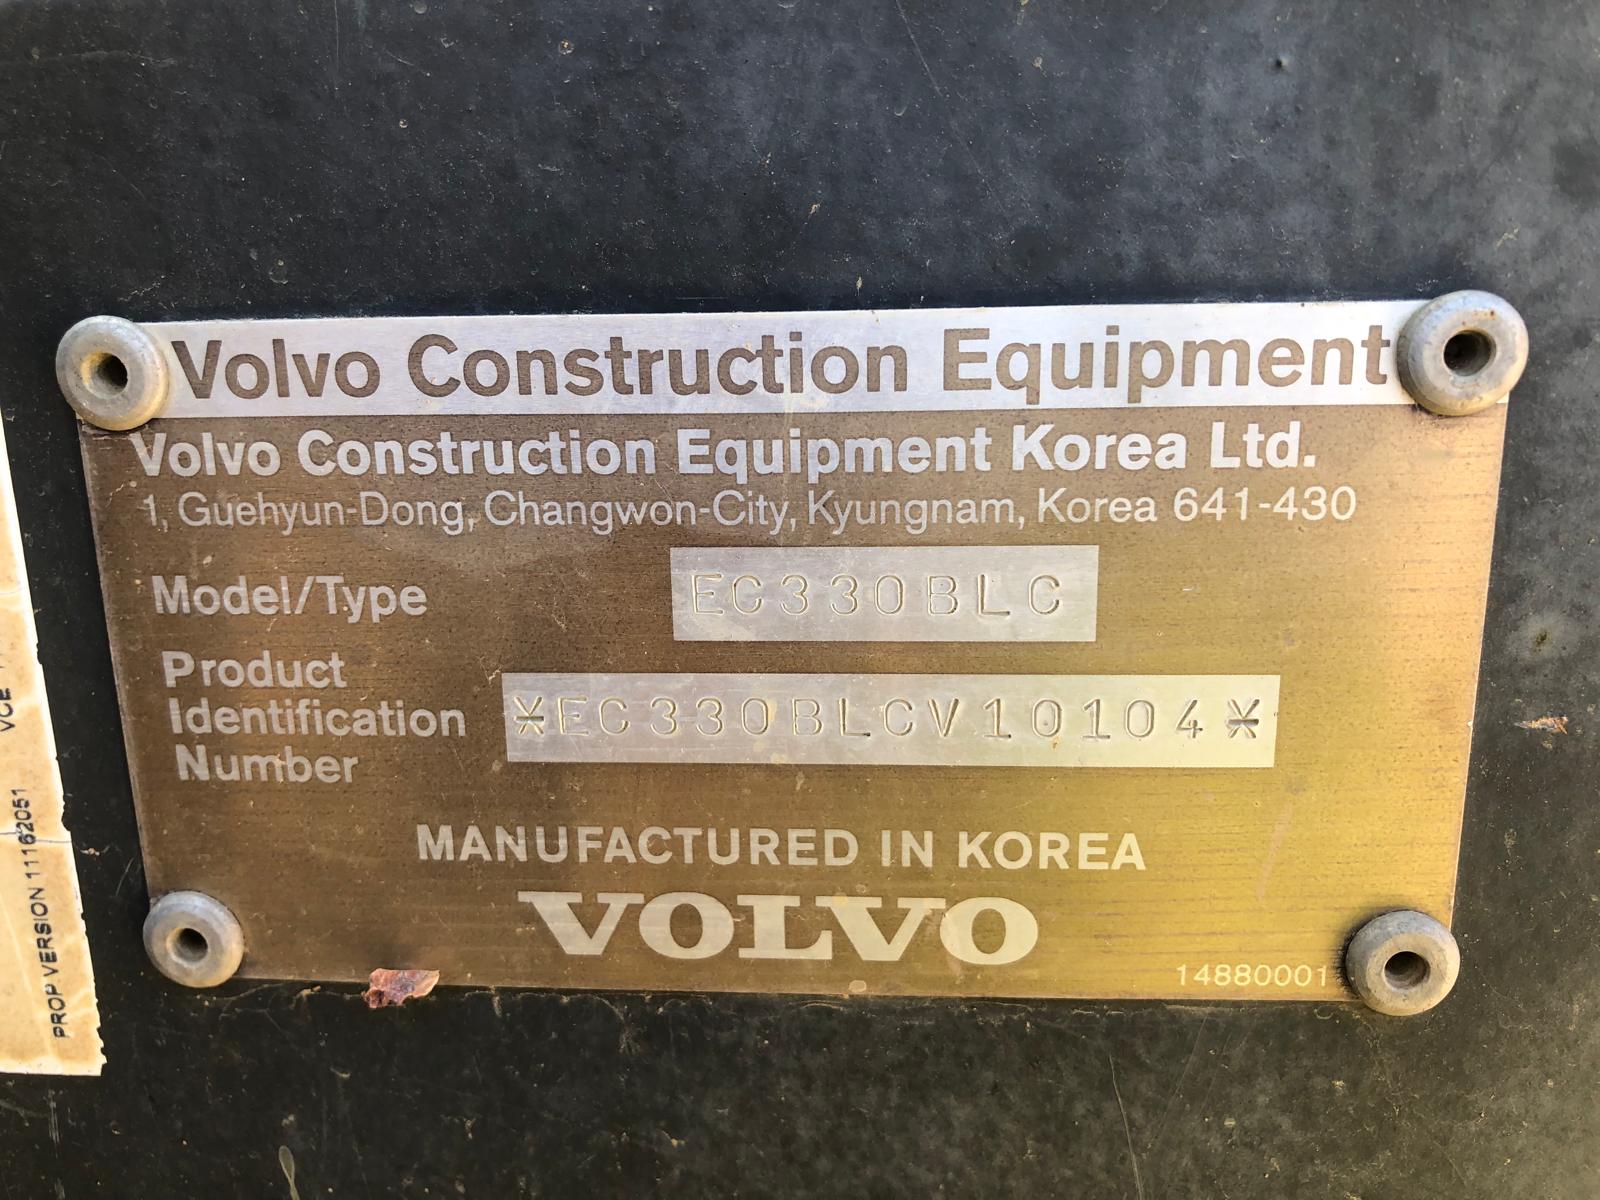 Volvo Construction Equipment
Volvo Construction Equipment Korea Ltd.
1, Guehyun-Dong, Changwon-City, Kyungnam, Korea 641-430
Model/Type EC330BLC
Product
Identification
Number
*EC330BLCV10104*
MANUFACTURED IN KOREA
VOLVO
14880001
PROP VERSION 11162051
VCE